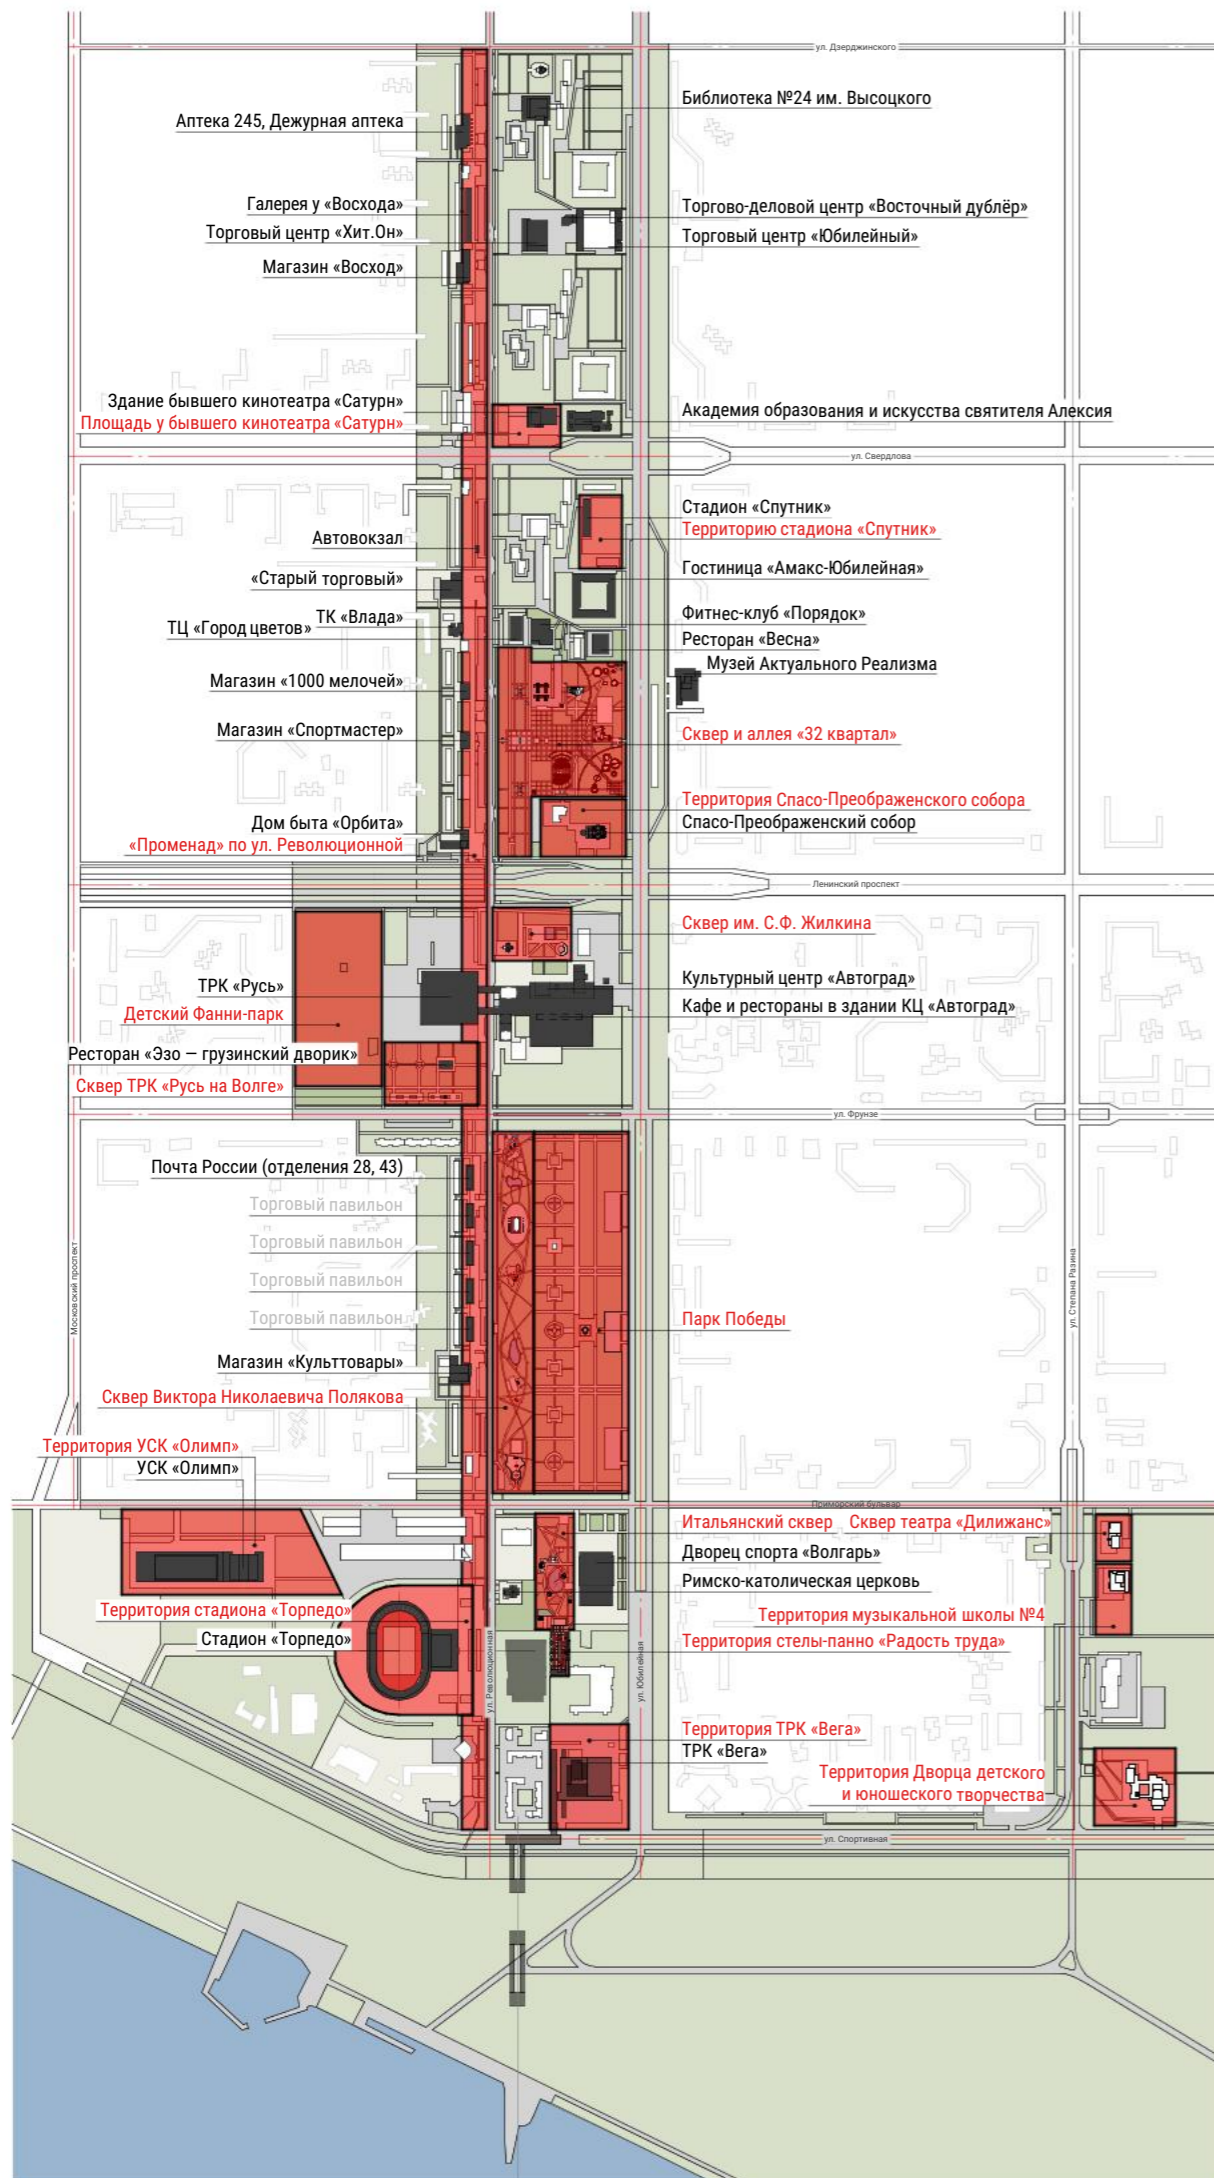 ул. Дзерджинского
Библиотека №24 им. Высоцкого
Аптека 245, Дежурная аптека
Галерея у «Восхода»
Торгово-деловой центр «Восточный дублёр»
Торговый центр «Хит.Он»
Торговый центр «Юбилейный»
Магазин «Восход»
Здание бывшего кинотеатра «Сатурн»
Площадь у бывшего кинотеатра «Сатурн»
Академия образования и искусства святителя Алексия
ул. Свердлова
Стадион «Спутник»
Территорию стадиона «Спутник»
Автовокзал
Гостиница «Амакс-Юбилейная»
«Старый торговый»
ТК «Влада»
ТЦ «Город цветов»
Фитнес-клуб «Порядок»
Ресторан «Весна»
Музей Актуального Реализма
Магазин «1000 мелочей»
Магазин «Спортмастер»
Сквер и аллея «32 квартал»
Территория Спасо-Преображенского собора
Спасо-Преображенский собор
Дом быта «Орбита»
«Променад» по ул. Революционной
Ленинский проспект
Сквер им. С.Ф. Жилкина
ТРК «Русь»
Культурный центр «Автоград»
Детский Фанни-парк
Кафе и рестораны в здании КЦ «Автоград»
Ресторан «Эзо — грузинский дворик»
Сквер ТРК «Русь на Волге»
ул. Фрунзе
Почта России (отделения 28, 43)
Торговый павильон
Торговый павильон
Торговый павильон
Торговый павильон
Московский проспект
ул. Степана Разина
Парк Победы
Магазин «Культтовары»
Сквер Виктора Николаевича Полякова
Территория УСК «Олимп»
УСК «Олимп»
Приморский бульвар
Итальянский сквер
Сквер театра «Дилижанс»
Дворец спорта «Волгарь»
Римско-католическая церковь
Территория стадиона «Торпедо»
Стадион «Торпедо»
Территория музыкальной школы №4
Территория стелы-панно «Радость труда»
ул. Революционная
ул. Юбилейная
Территория ТРК «Вега»
ТРК «Вега»
Территория Дворца детского
и юношеского творчества
ул. Спортивная